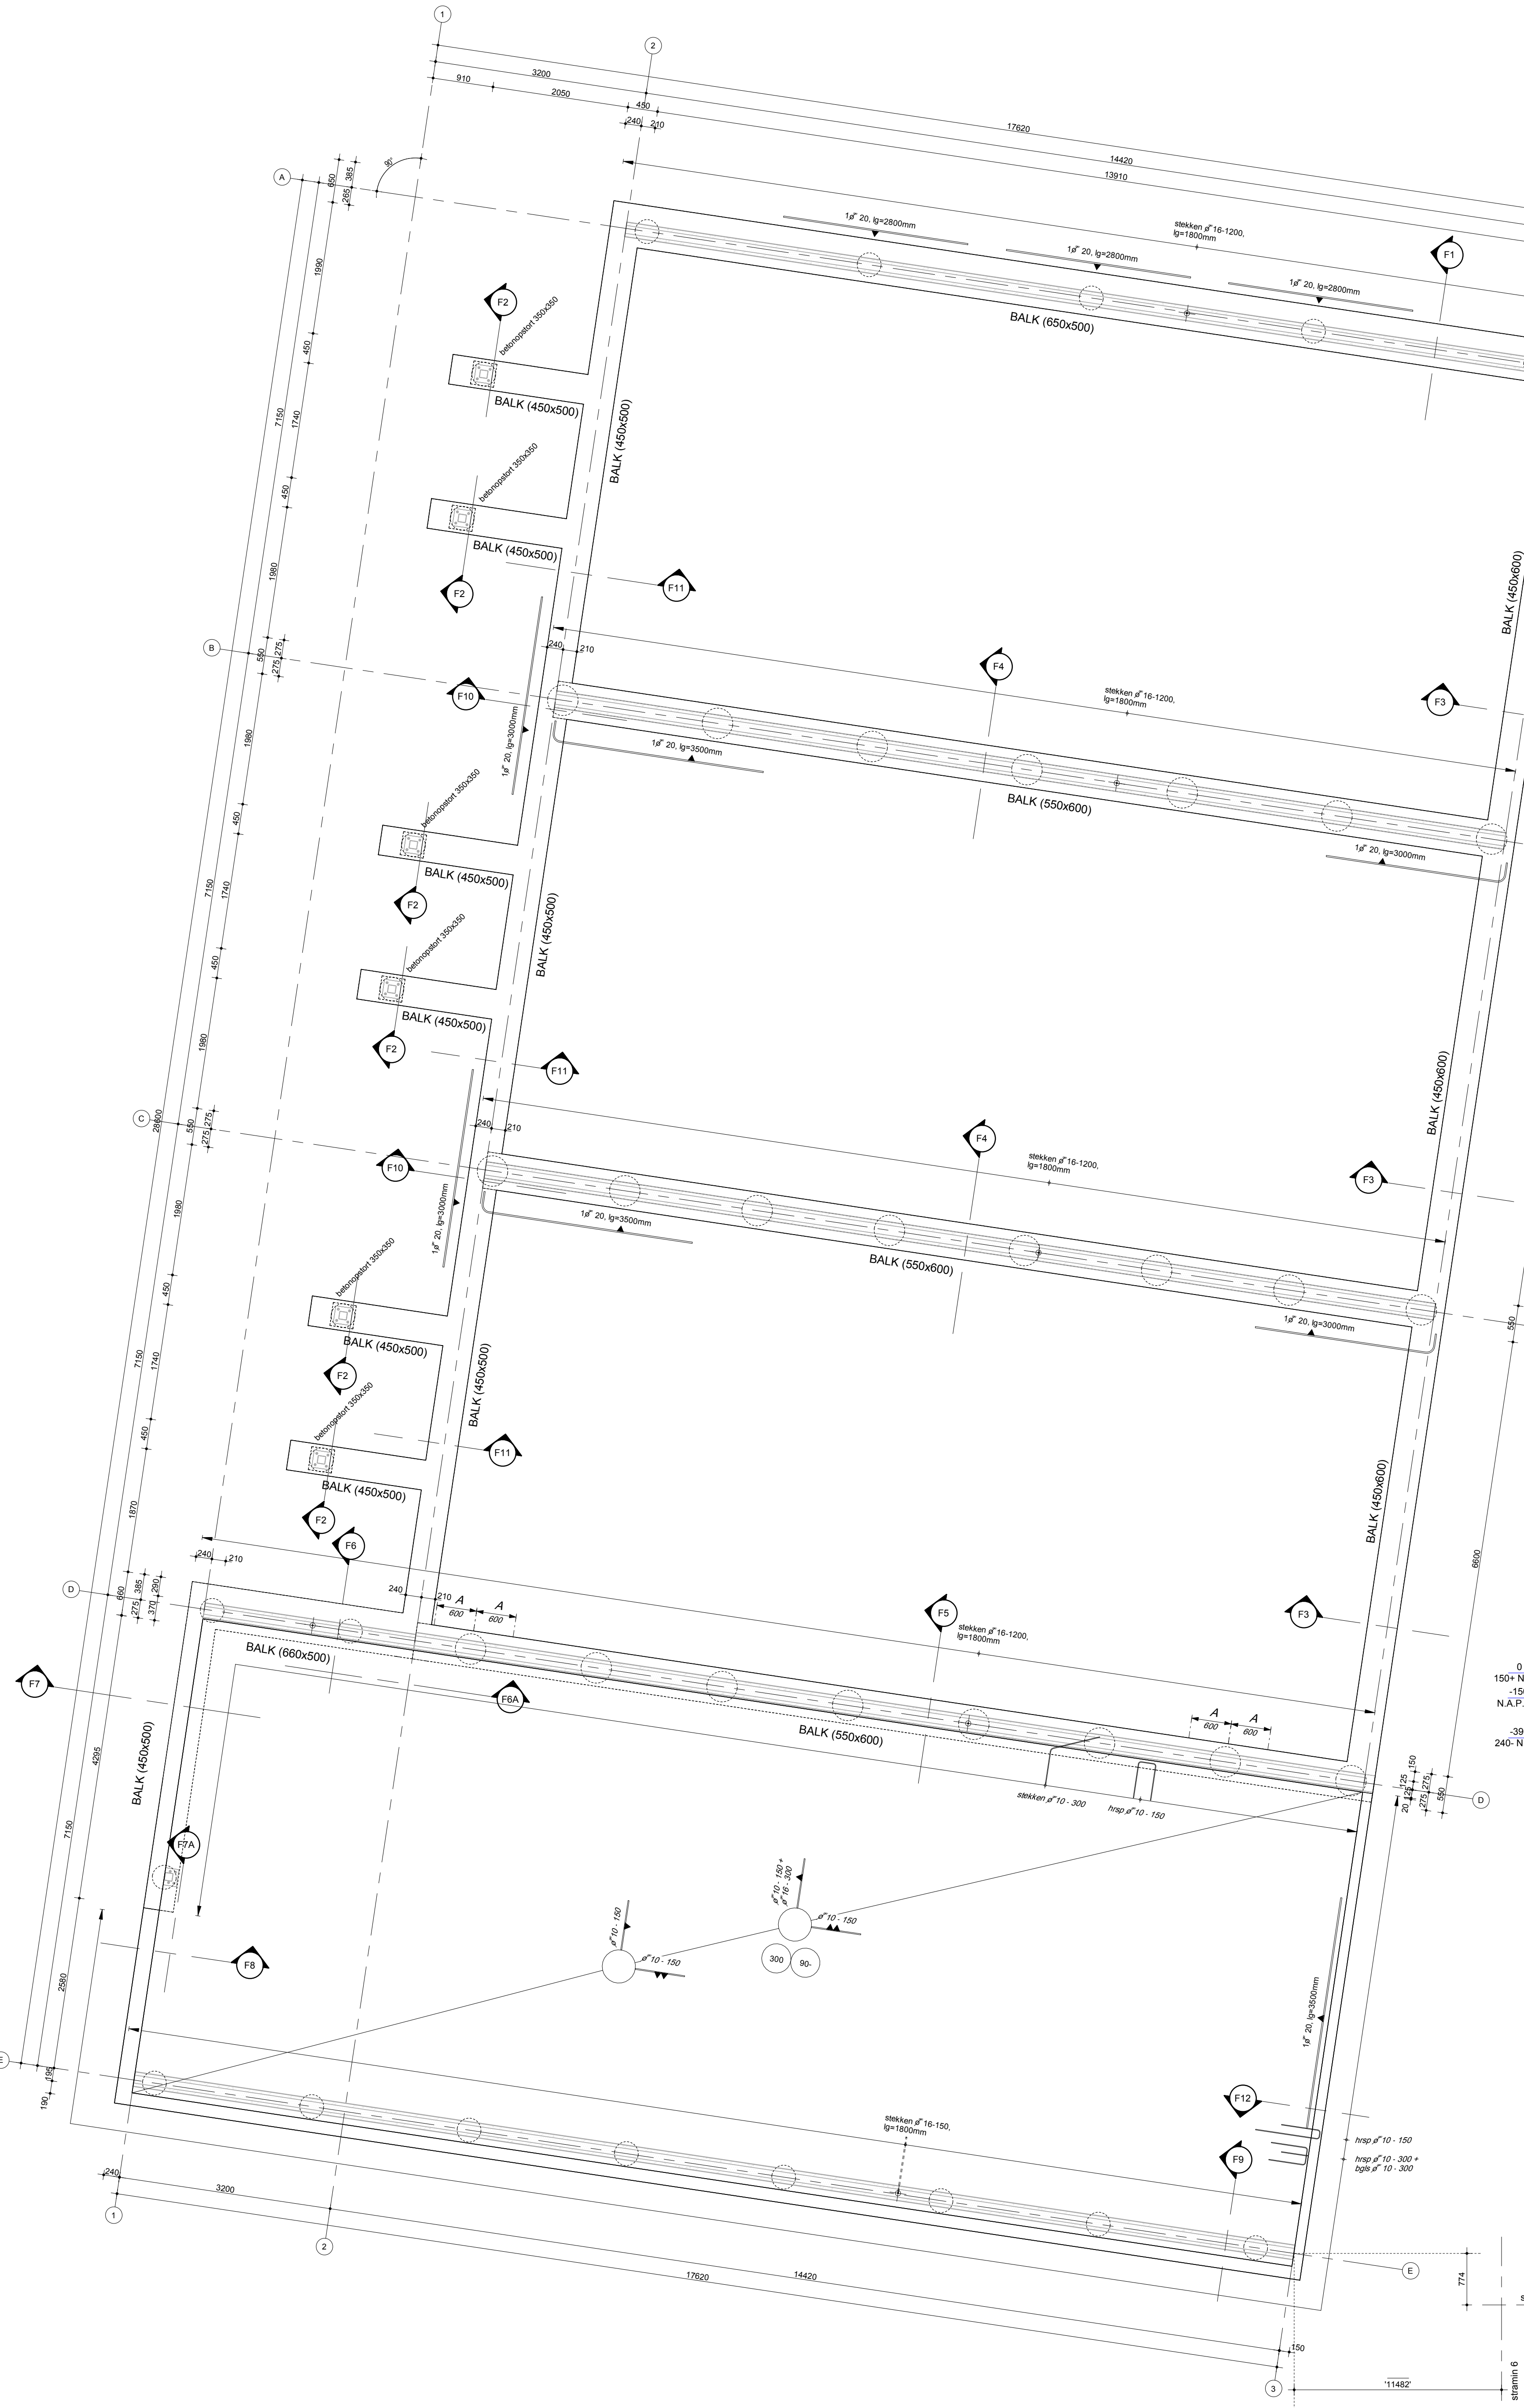 1
2
3200
910
2050
450
240
210
17620
14420
13910
90°
A
650
385
265
1990
450
7150
1740
450
1980
F2
betonopstort 350x350
BALK (450x500)
betonopstort 350x350
BALK (450x500)
F2
1ø 20, lg=2800mm
1ø 20, lg=2800mm
1ø 20, lg=2800mm
stekken ø 16-1200,
lg=1800mm
F1
BALK (650x500)
BALK (450x500)
BALK (450x600)
F11
B
550
275
275
240
210
F10
1ø 20, lg=3000mm
1ø 20, lg=3500mm
F4
stekken ø 16-1200,
lg=1800mm
F3
BALK (550x600)
1ø 20, lg=3000mm
1980
450
7150
1740
450
1980
28600
betonopstort 350x350
BALK (450x500)
F2
betonopstort 350x350
BALK (450x500)
F2
BALK (450x500)
F11
BALK (450x600)
C
550
275
275
240
210
F10
1ø 20, lg=3000mm
1ø 20, lg=3500mm
F4
stekken ø 16-1200,
lg=1800mm
F3
BALK (550x600)
1ø 20, lg=3000mm
550
1980
450
7150
1740
450
1870
betonopstort 350x350
BALK (450x500)
F2
betonopstort 350x350
BALK (450x500)
F2
BALK (450x500)
F11
BALK (450x600)
6600
F6
D
660
385
275
290
370
240
210
240
210
A
600
A
600
F5
stekken ø 16-1200,
lg=1800mm
F3
BALK (660x500)
F6A
BALK (550x600)
A
600
A
600
stekken ø 10 - 300
hrsp ø 10 - 150
0
150+ N
-150
N.A.P.
-39
240- N
150
125
125
20
275
275
550
D
F7
BALK (450x500)
4295
7150
2580
F7A
F8
ø 10 - 150
ø 10 - 150
ø 10 - 150 +
ø 16 - 300
ø 10 - 150
300
90-
1ø 20, lg=3500mm
E
195
190
F12
F9
hrsp ø 10 - 150
hrsp ø 10 - 300 +
bgls ø 10 - 300
stekken ø 16-150,
lg=1800mm
240
3200
1
2
14420
17620
150
3
E
774
'11482'
stramin 6
s